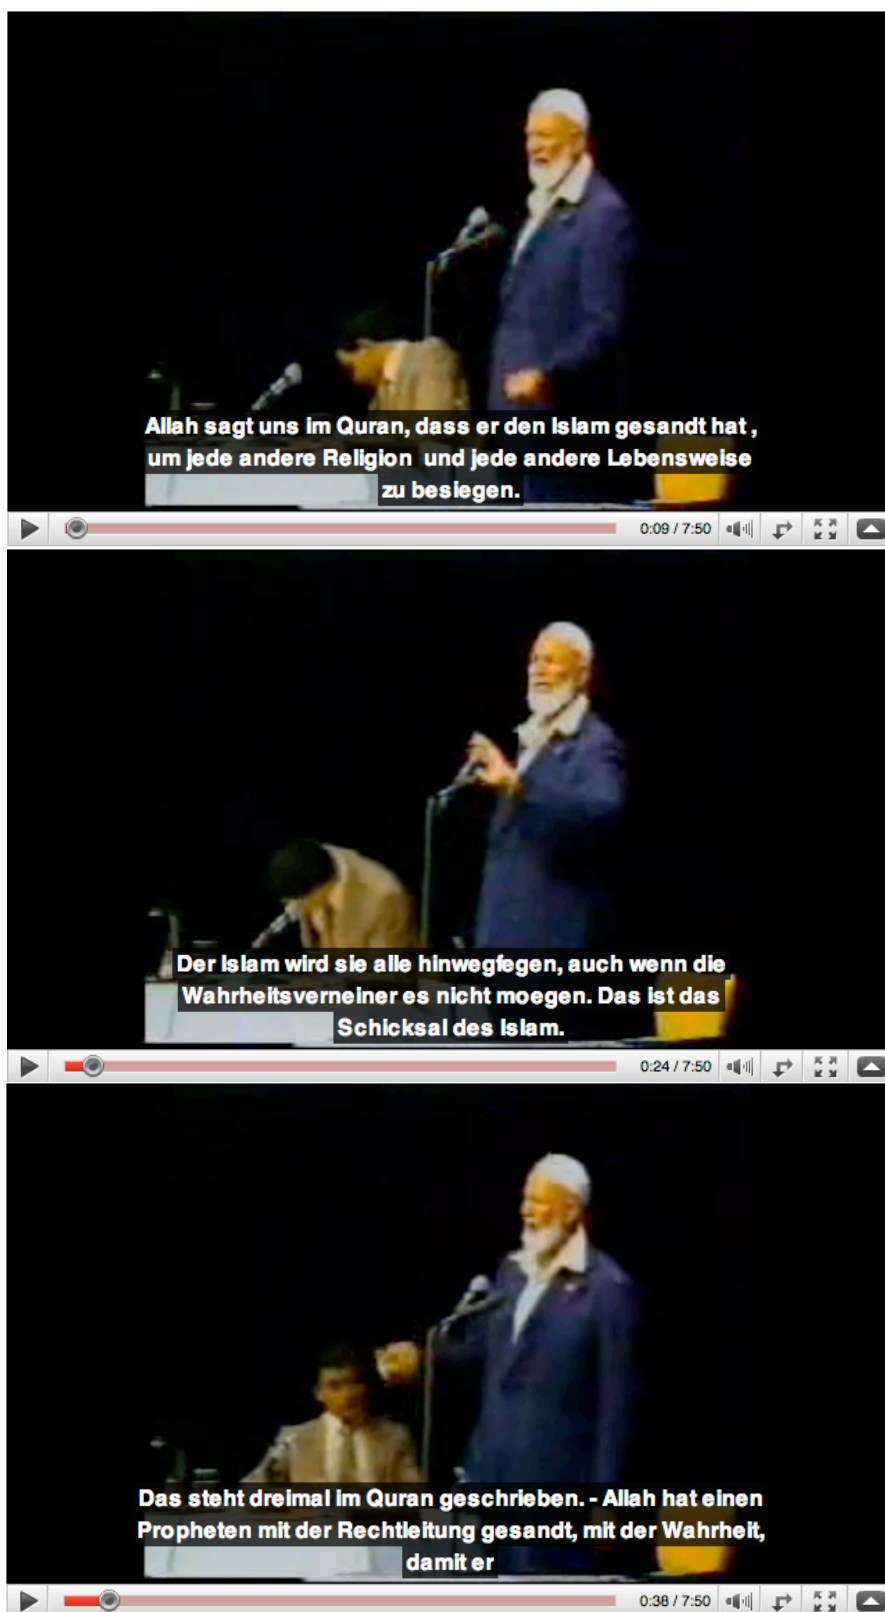 Allah sagt uns im Quran, dass er den Islam gesandt hat ,
um jede andere Religion  und jede andere Lebensweise
zu besiegen.
0:09 / 7:50
Der Islam wird sie alle hinwegfegen, auch wenn die
Wahrheitsverneiner es nicht moegen. Das ist das
Schicksal des Islam.
0:24 / 7:50
Das steht dreimal im Quran geschrieben. - Allah hat einen
Propheten mit der Rechtleitung gesandt, mit der Wahrheit,
damit er
0:38 / 7:50